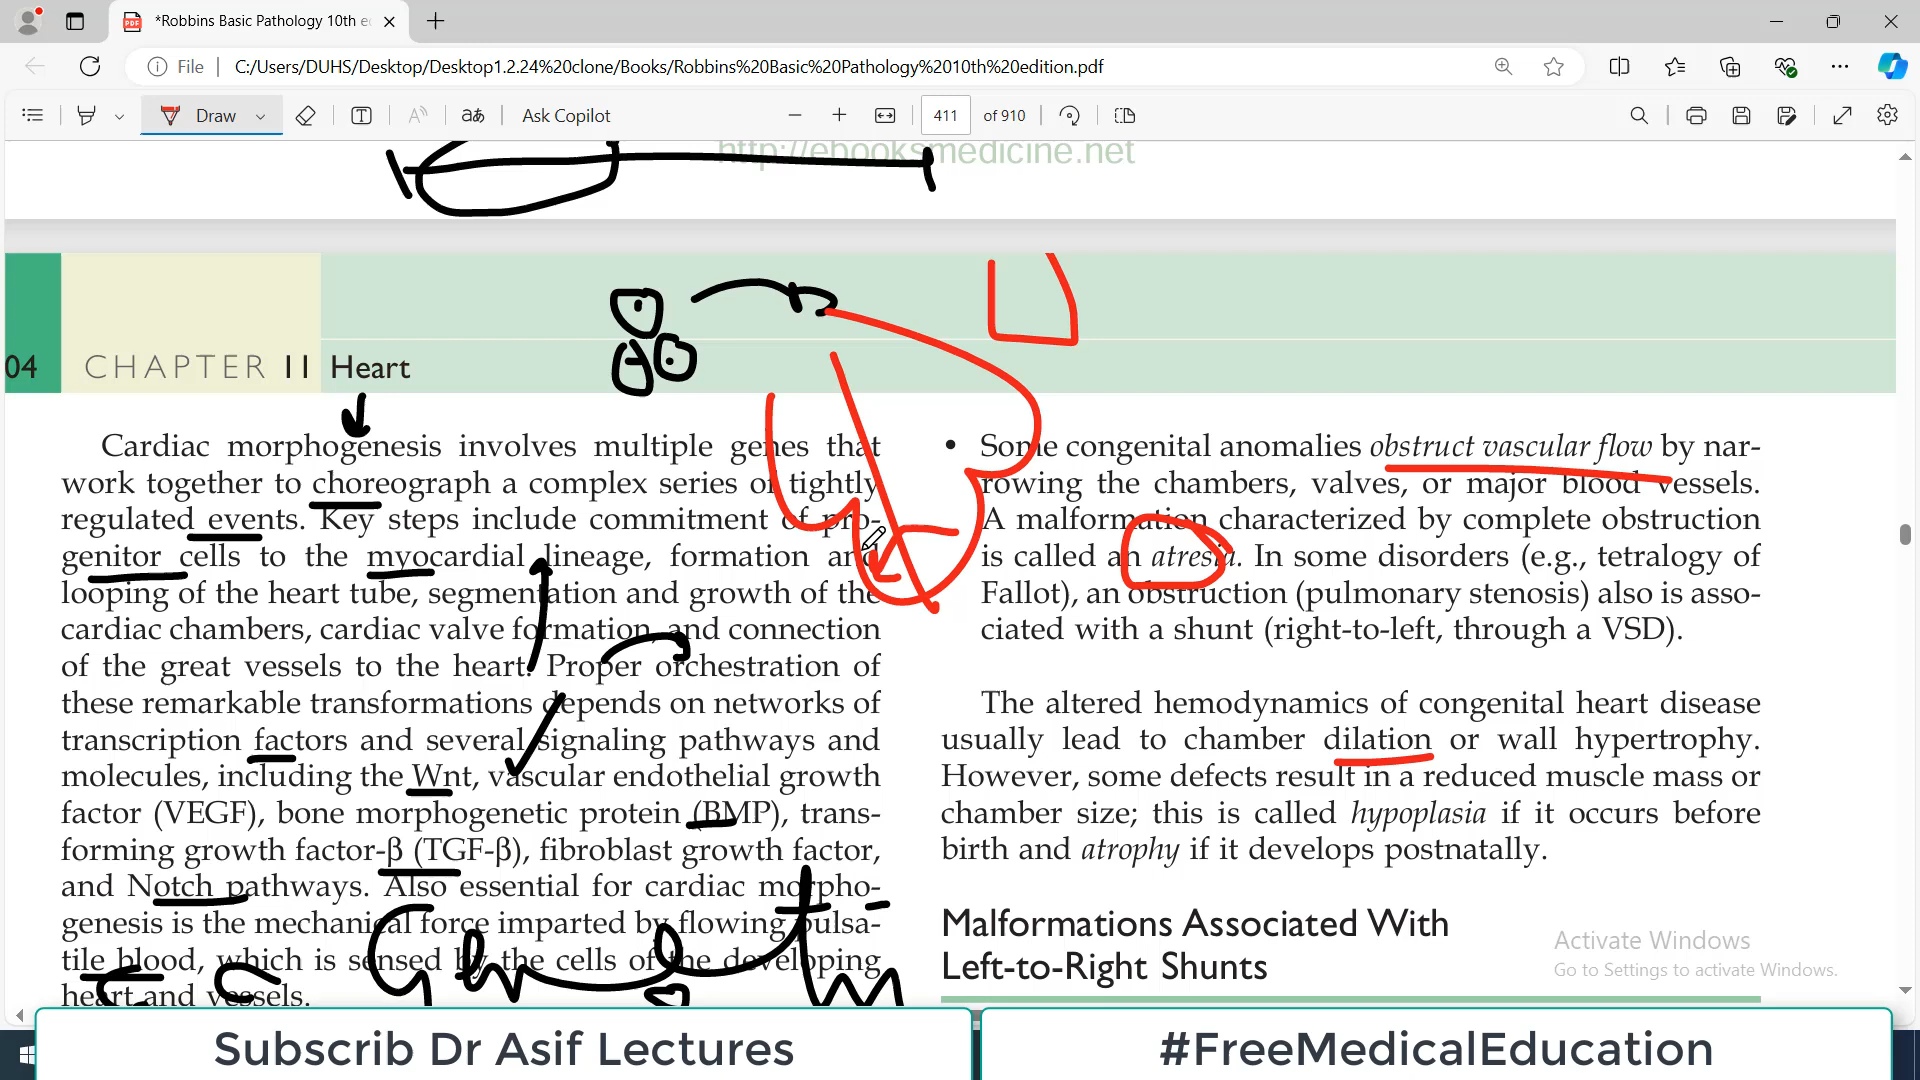 *Robbins Basic Pathology 10th e
File
C:/Users/DUHS/Desktop/Desktop1.2.24%20clone/Books/Robbins%20Basic%20Pathology%2010th%20edition.pdf
Draw
Ask Copilot
411 of 910
http://ebooksmedicine.net
04 CHAPTER 11 Heart
Cardiac morphogenesis involves multiple genes that
work together to choreograph a complex series of tightly
regulated events. Key steps include commitment of pro-
genitor cells to the myocardial lineage, formation and
looping of the heart tube, segmentation and growth of the
cardiac chambers, cardiac valve formation, and connection
of the great vessels to the heart. Proper orchestration of
these remarkable transformations depends on networks of
transcription factors and several signaling pathways and
molecules, including the Wnt, vascular endothelial growth
factor (VEGF), bone morphogenetic protein (BMP), trans-
forming growth factor-β (TGF-β), fibroblast growth factor,
and Notch pathways. Also essential for cardiac morpho-
genesis is the mechanical force imparted by flowing pulsa-
tile blood, which is sensed by the cells of the developing
heart and vessels.
• Some congenital anomalies obstruct vascular flow by nar-
rowing the chambers, valves, or major blood vessels.
A malformation characterized by complete obstruction
is called an atresia. In some disorders (e.g., tetralogy of
Fallot), an obstruction (pulmonary stenosis) also is asso-
ciated with a shunt (right-to-left, through a VSD).
The altered hemodynamics of congenital heart disease
usually lead to chamber dilation or wall hypertrophy.
However, some defects result in a reduced muscle mass or
chamber size; this is called hypoplasia if it occurs before
birth and atrophy if it develops postnatally.
Malformations Associated With
Left-to-Right Shunts
Activate Windows
Go to Settings to activate Windows.
Subscrib Dr Asif Lectures
#FreeMedicalEducation